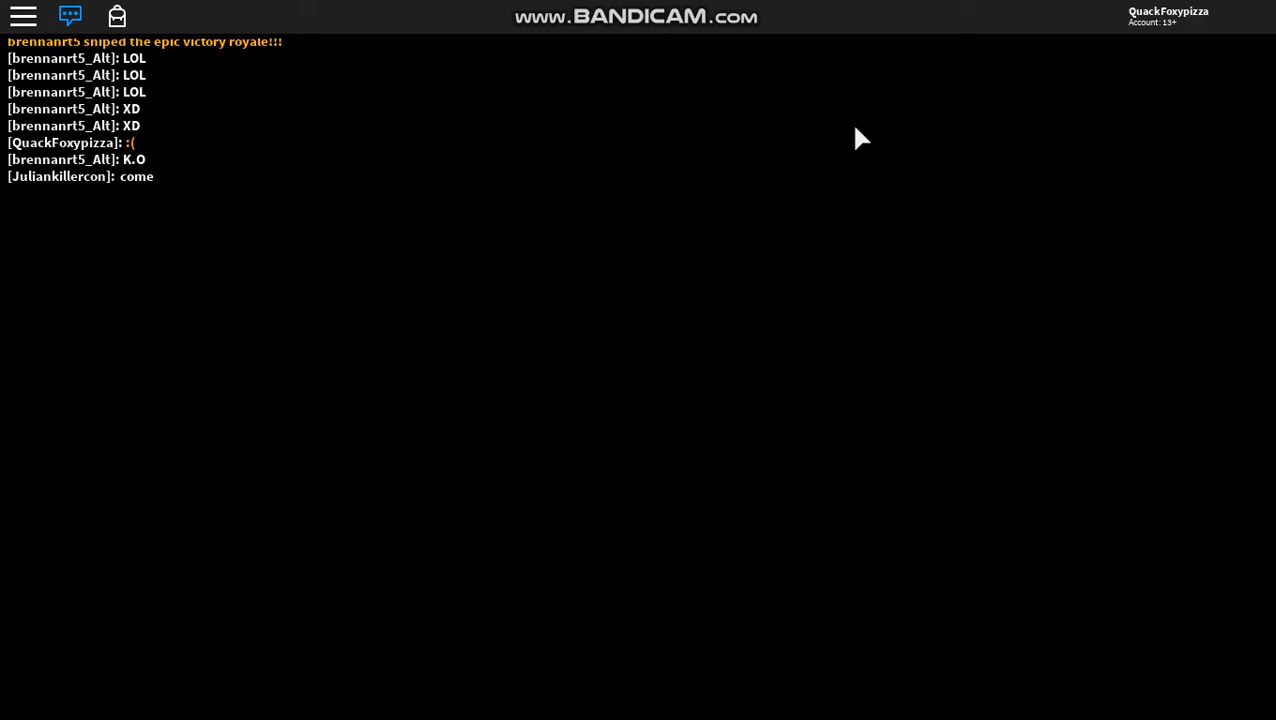 www.BANDICAM.com
QuackFoxypizza
Account: 13+
brennanrt5 sniped the epic victory royale!!!
[brennanrt5_Alt]: LOL
[brennanrt5_Alt]: LOL
[brennanrt5_Alt]: LOL
[brennanrt5_Alt]: XD
[brennanrt5_Alt]: XD
[QuackFoxypizza]: :(
[brennanrt5_Alt]: K.O
[Juliankillercon]: come